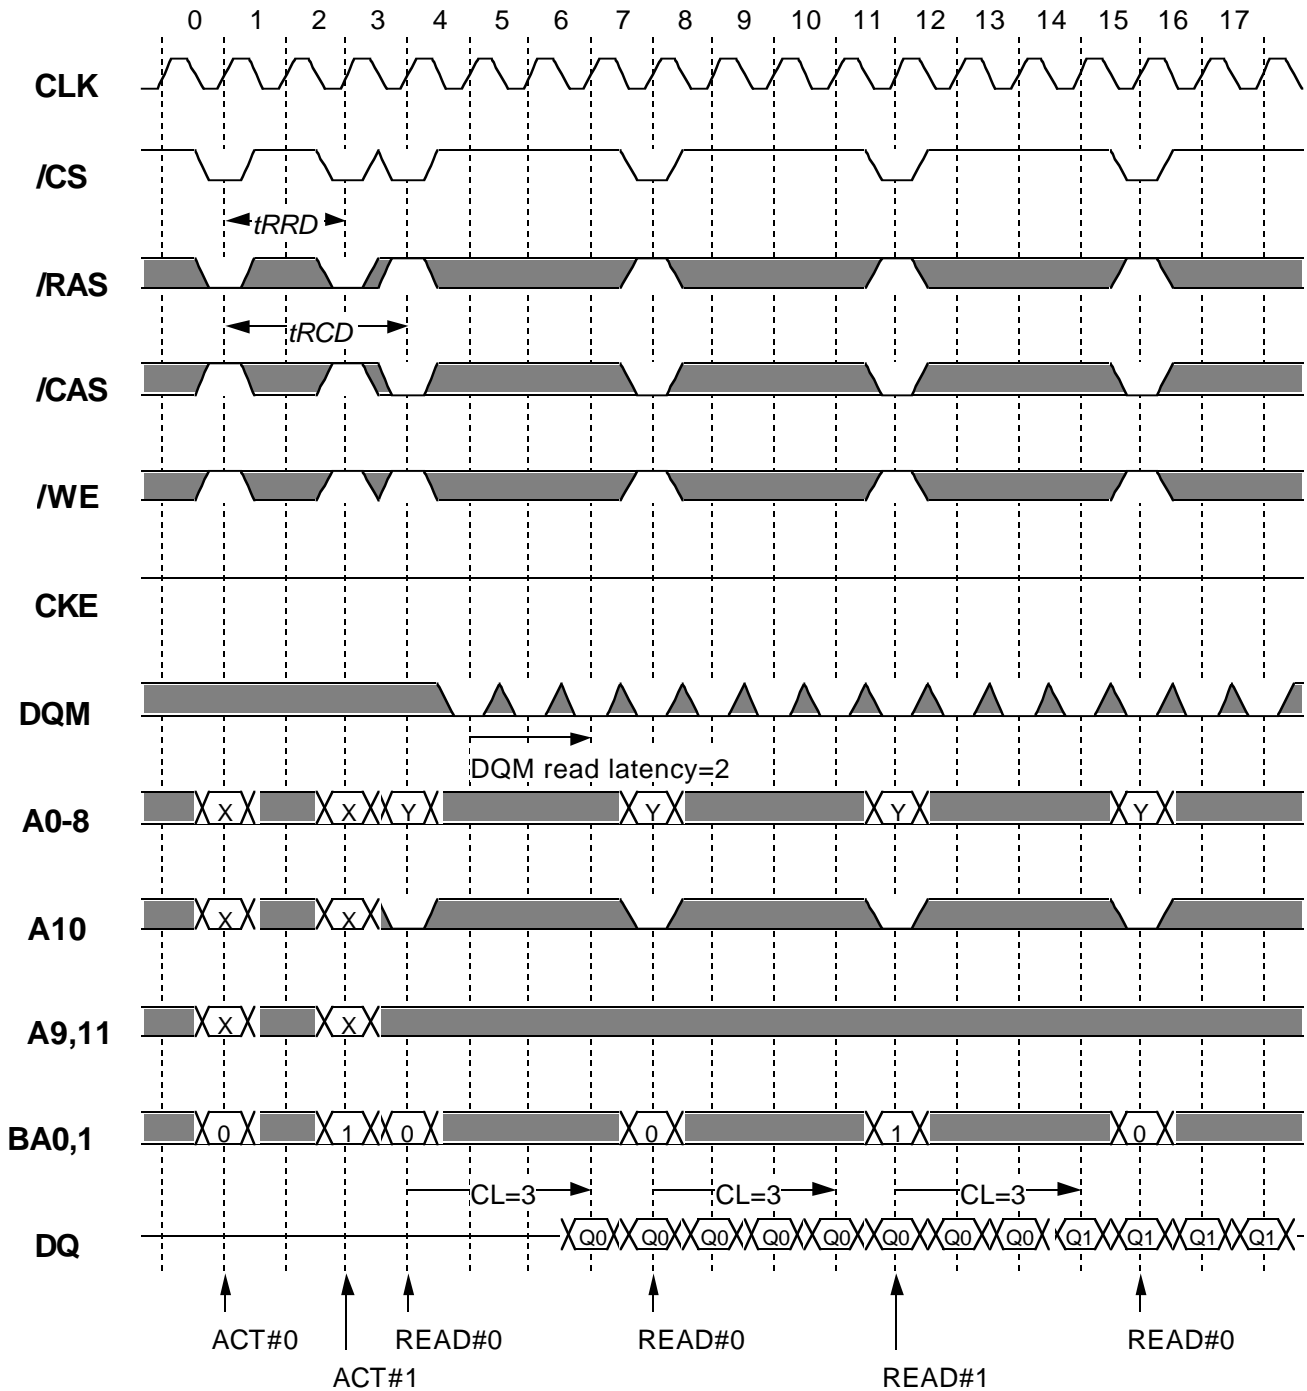 0 1 2 3 4 5 6 7 8 9 10 11 12 13 14 15 16 17
CLK
/CS
tRRD
/RAS
tRCD
/CAS
/WE
CKE
DQM
DQM read latency=2
A0-8 X X Y Y Y Y
A10 X X
A9,11 X X
BA0,1 0 1 0 0 1 0
CL=3 CL=3 CL=3
DQ Q0 Q0 Q0 Q0 Q0 Q0 Q0 Q0 Q1 Q1 Q1 Q1
ACT#0 READ#0 READ#0 READ#0
ACT#1 READ#1